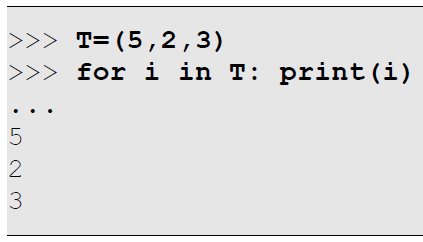 >>> T=(5,2,3)
>>> for i in T: print(i)
...
5
2
3